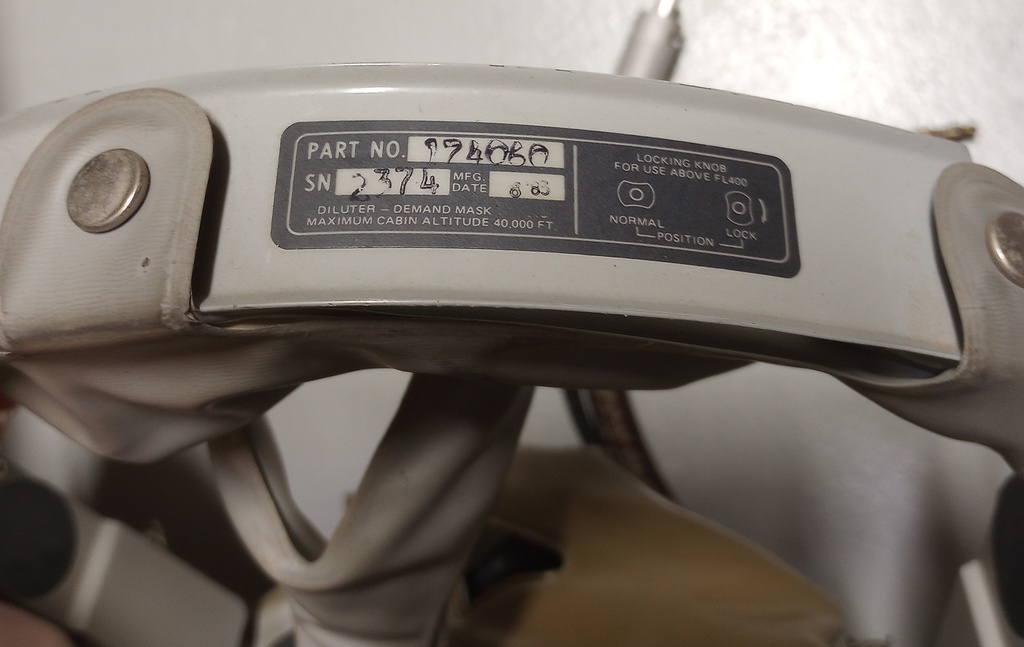 PART NO. 174060
SN 2374 MFG. DATE 6 83
DILUTER – DEMAND MASK
MAXIMUM CABIN ALTITUDE 40,000 FT.
LOCKING KNOB
FOR USE ABOVE FL400
NORMAL
LOCK
POSITION